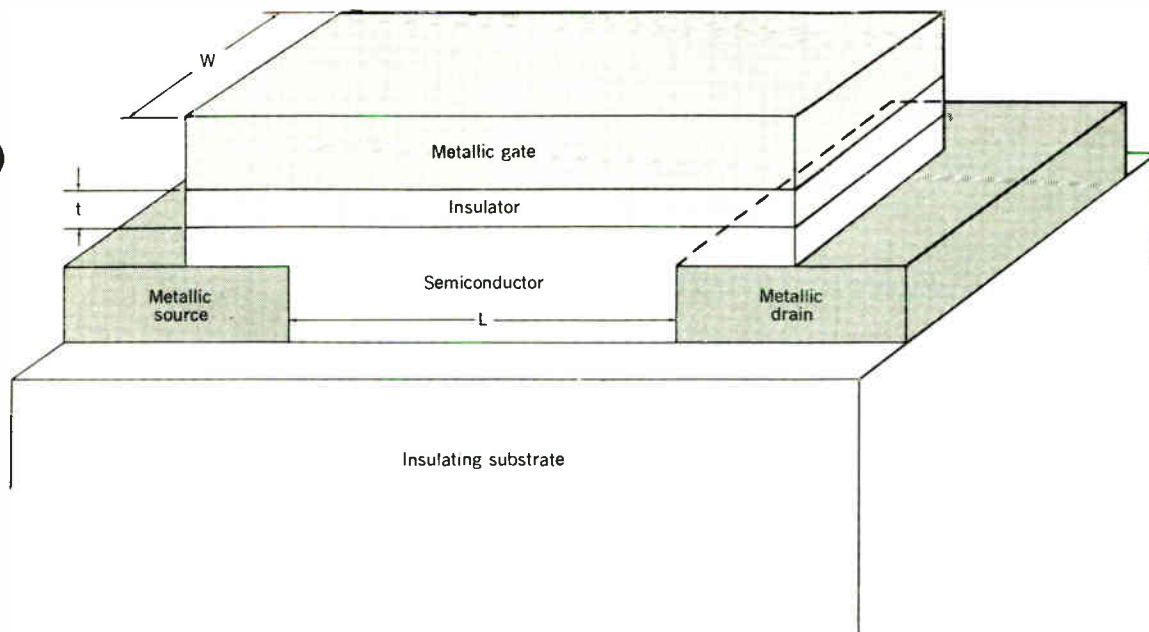 W
Metallic gate
t
Insulator
Semiconductor
Metallic
source
L
Metallic
drain
Insulating substrate